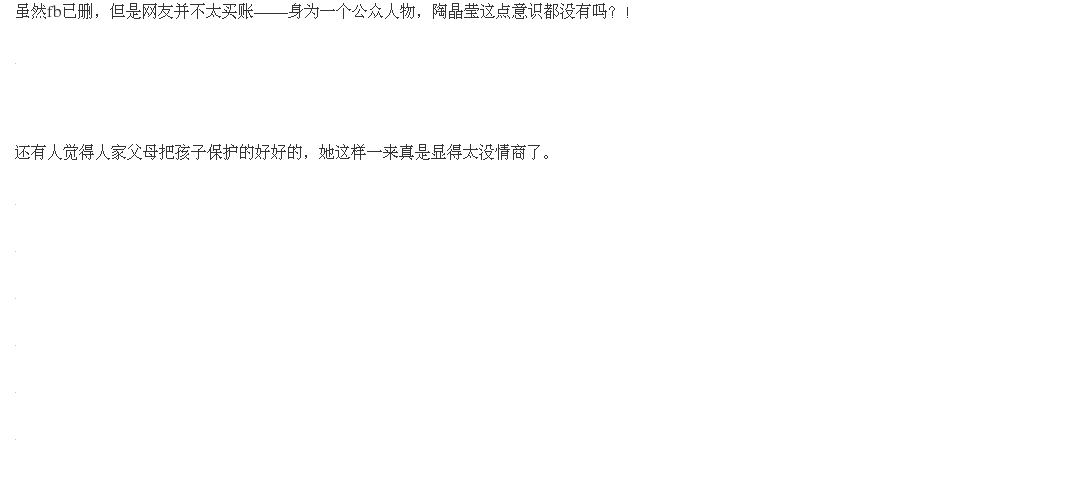 虽然fb已删，但是网友并不太买账——身为一个公众人物，陶晶莹这点意识都没有吗？！
还有人觉得人家父母把孩子保护的好好的，她这样一来真是显得太没情商了。